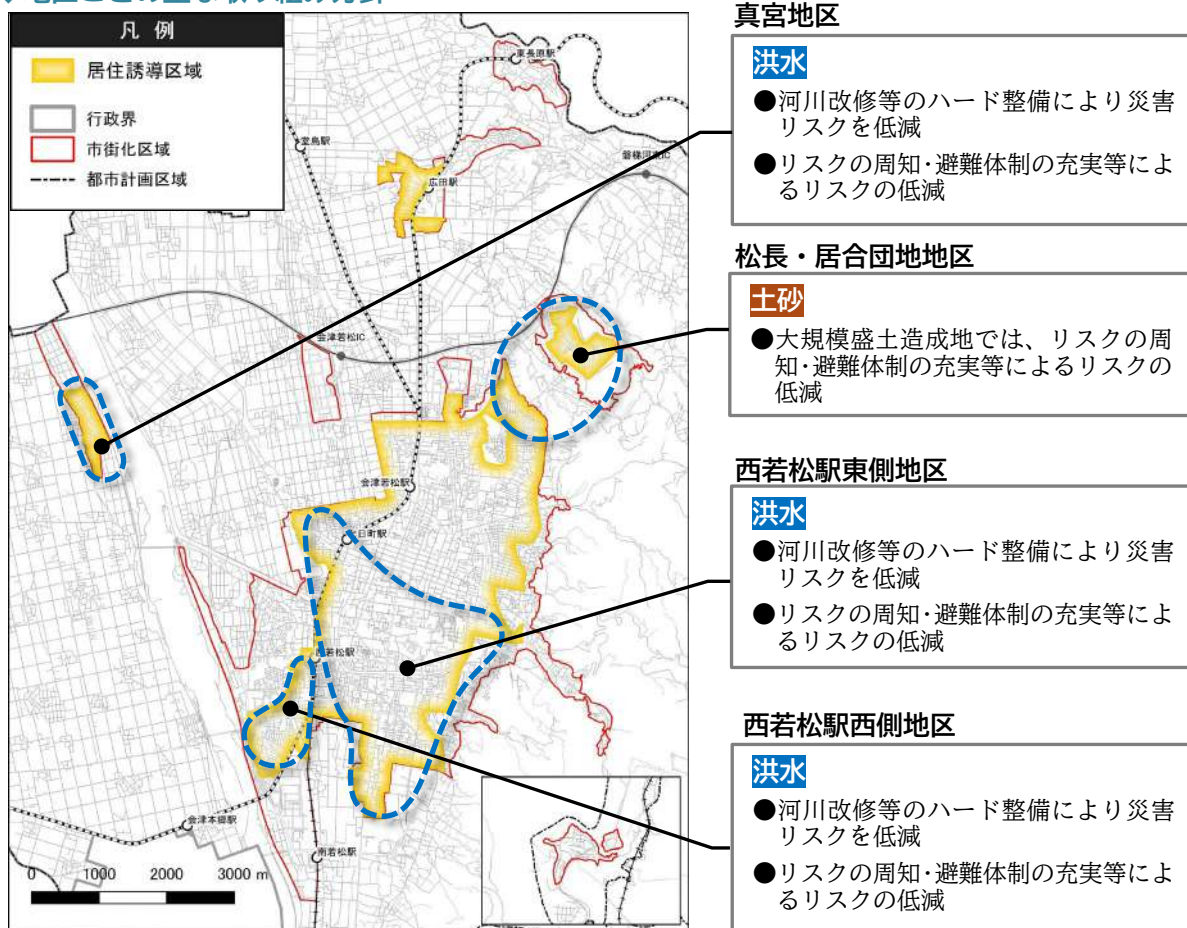 凡 例
居住誘導区域
行政界
市街化区域
都市計画区域
東長原駅
堂島駅
磐梯河東IC
広田駅
会津若松IC
会津若松駅
七日町駅
西若松駅
会津本郷駅
南若松駅
0 1000 2000 3000 m
真宮地区
洪水
●河川改修等のハード整備により災害
リスクを低減
●リスクの周知・避難体制の充実等によ
るリスクの低減
松長・居合団地地区
土砂
●大規模盛土造成地では、リスクの周
知・避難体制の充実等によるリスクの
低減
西若松駅東側地区
洪水
●河川改修等のハード整備により災害
リスクを低減
●リスクの周知・避難体制の充実等によ
るリスクの低減
西若松駅西側地区
洪水
●河川改修等のハード整備により災害
リスクを低減
●リスクの周知・避難体制の充実等によ
るリスクの低減